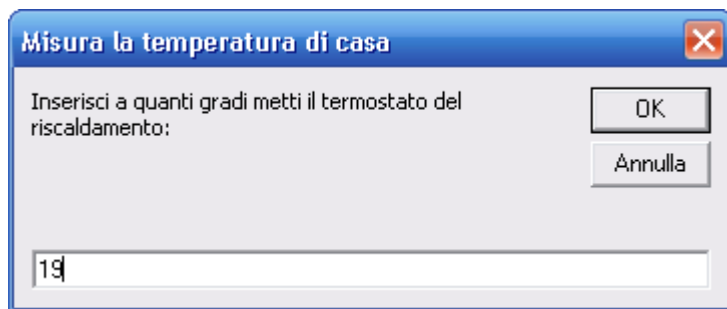 Misura la temperatura di casa
Inserisci a quanti gradi metti il termostato del
riscaldamento:
OK
Annulla
19